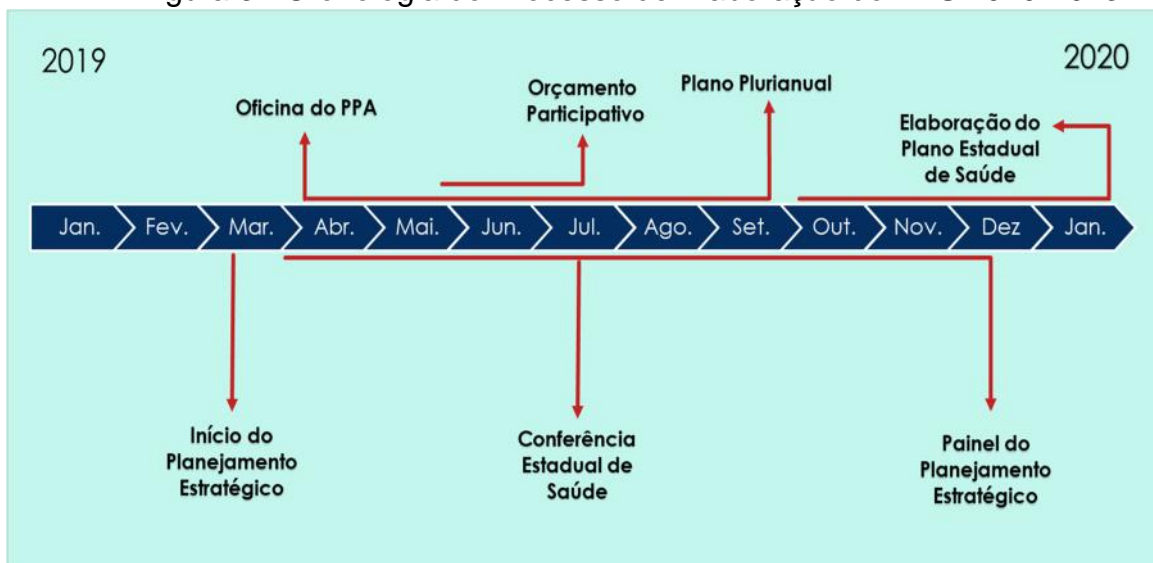 2019
2020
Oficina do PPA
Orçamento
Participativo
Plano Plurianual
Elaboração do
Plano Estadual
de Saúde
Jan. Fev. Mar. Abr. Mai. Jun. Jul. Ago. Set. Out. Nov. Dez Jan.
Início do
Planejamento
Estratégico
Conferência
Estadual de
Saúde
Painel do
Planejamento
Estratégico